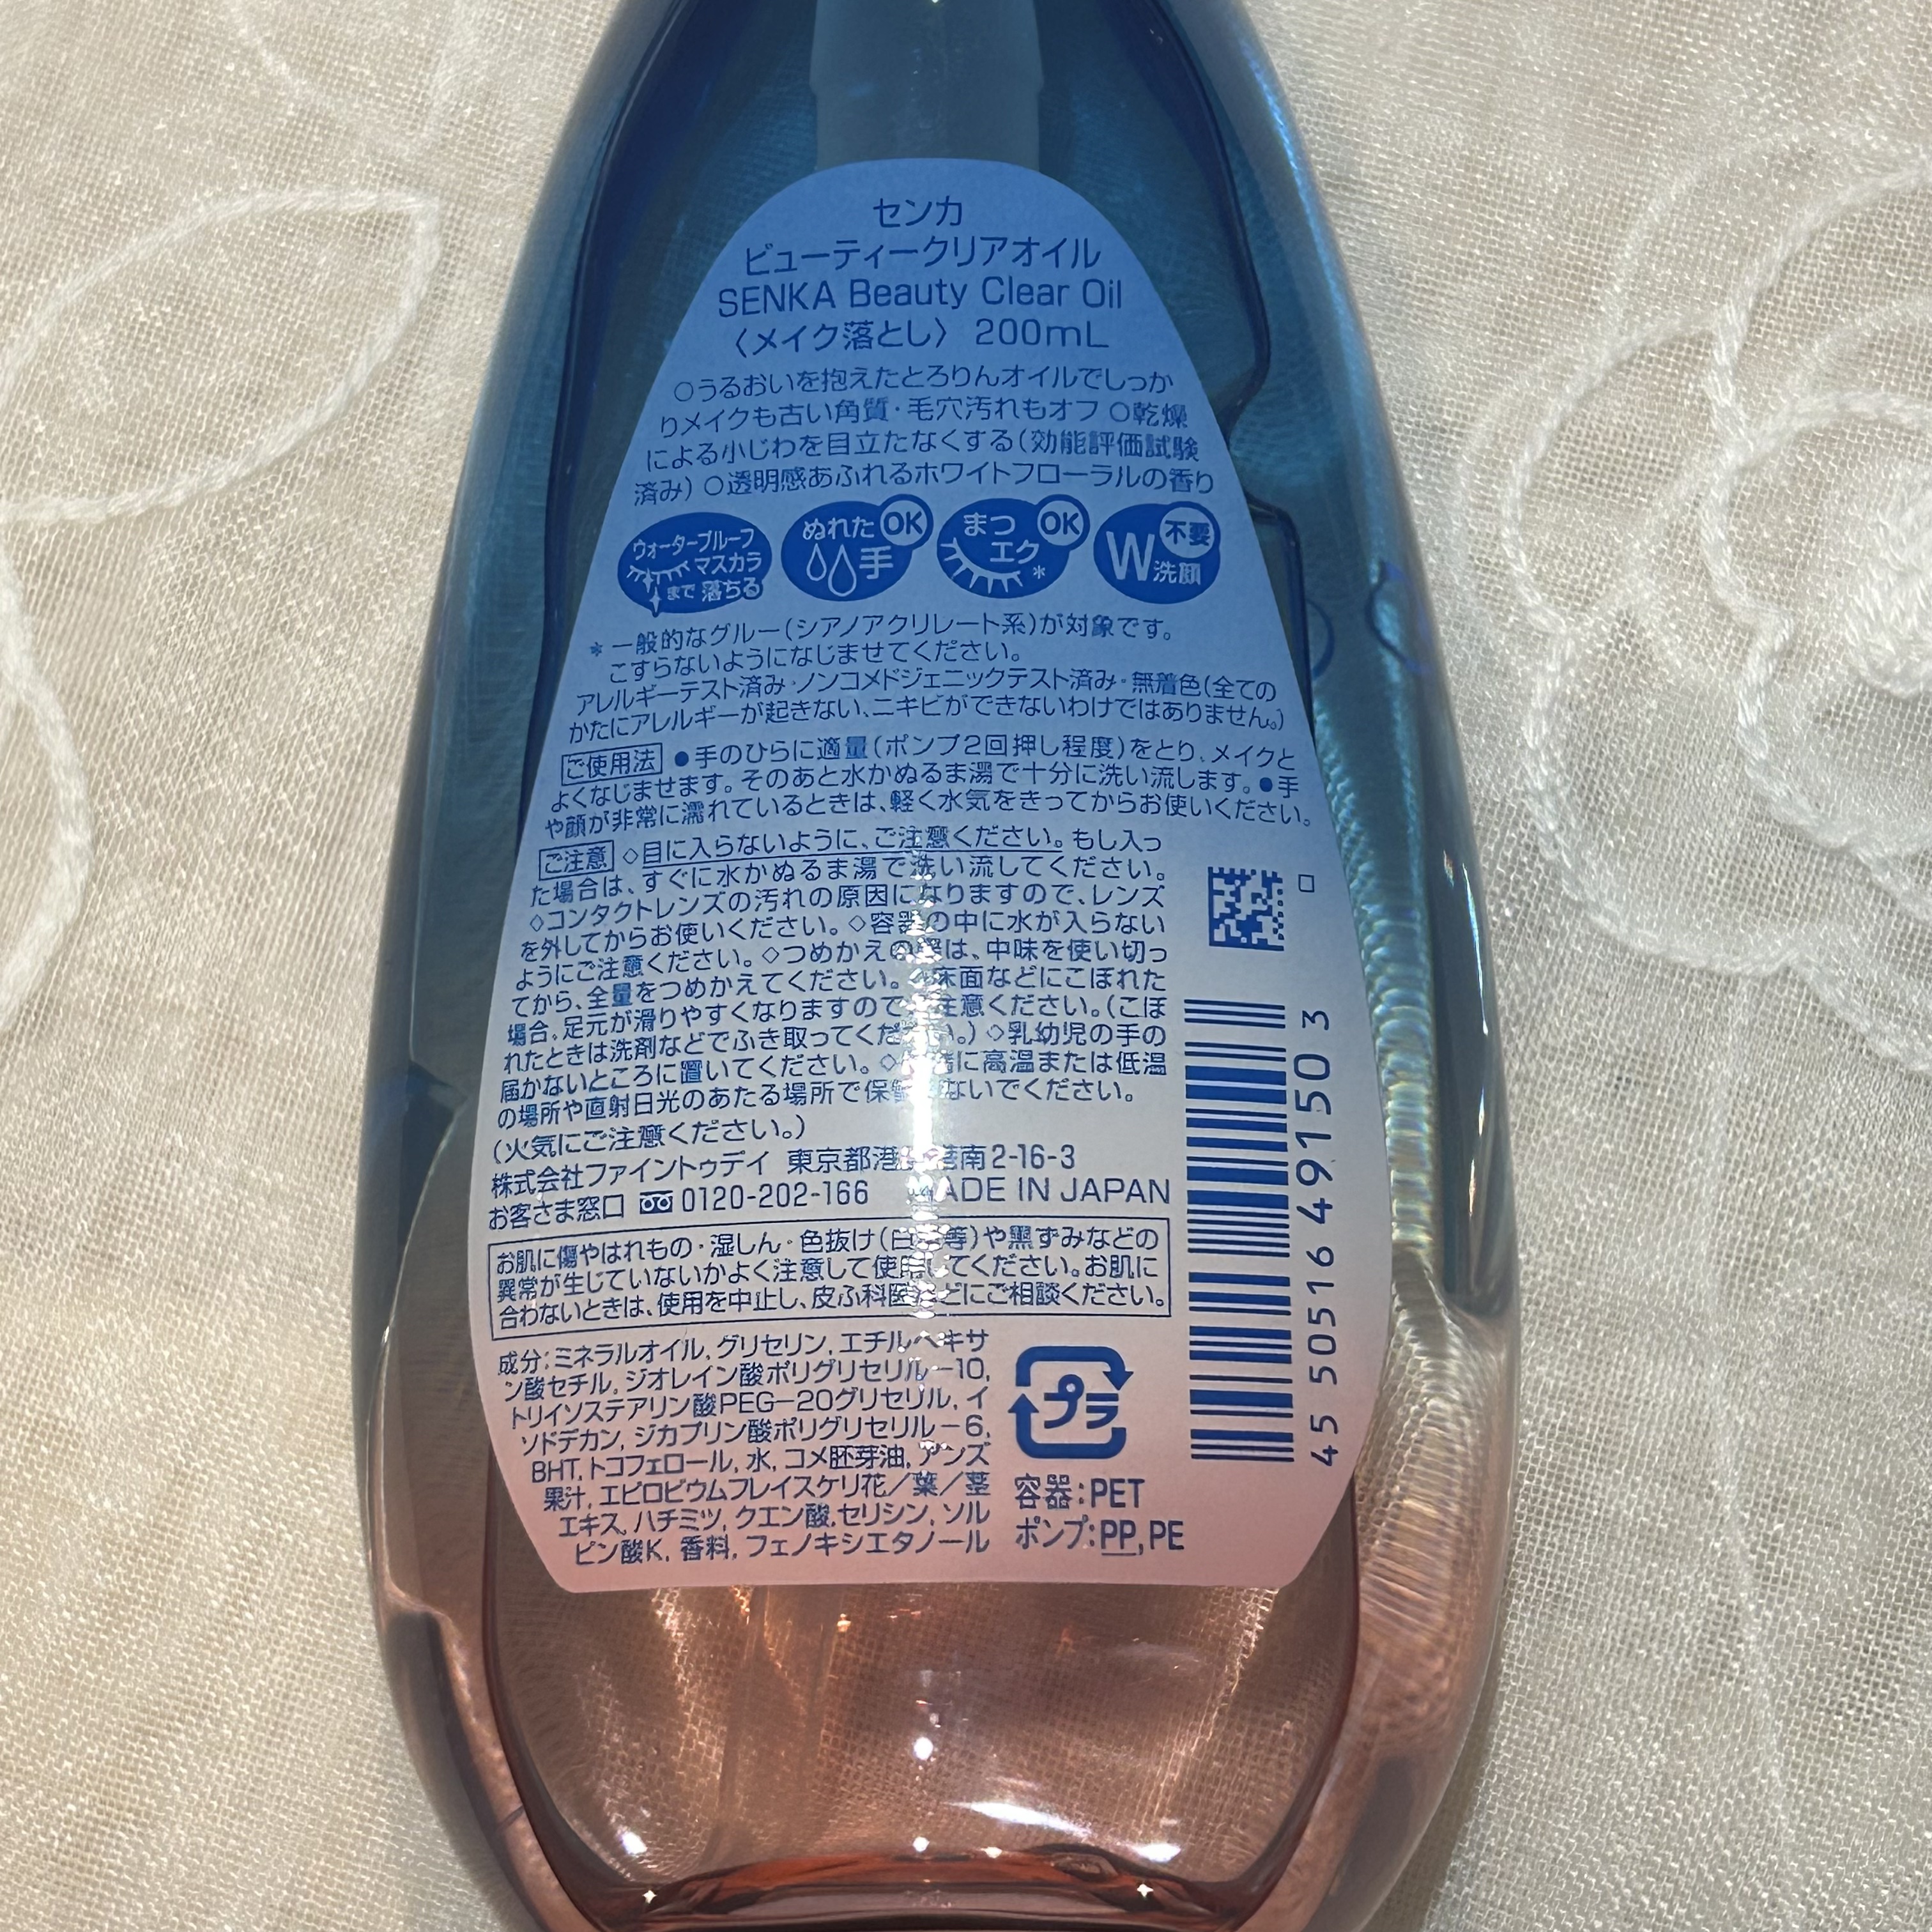 センカ
ビューティークリアオイル
SENKA Beauty Clear Oil
〈メイク落とし〉 200mL
○うるおいを抱えたとろりんオイルでしっか
りメイクも古い角質・毛穴汚れもオフ ○乾燥
による小じわを目立たなくする(効能評価試験
済み) ○透明感あふれるホワイトフローラルの香り
ウォータープルーフ
マスカラ
まで 落ちる
ぬれた
手
OK
まつ
エク
*
OK
W
洗顔
不要
*一般的なグルー(シアノアクリレート系)が対象です。
こすらないようになじませてください。
アレルギーテスト済み・ノンコメドジェニックテスト済み・無着色(全ての
かたにアレルギーが起きない、ニキビができないわけではありません。)
ご使用法 ●手のひらに適量(ポンプ2回押し程度)をとり、メイクと
よくなじませます。そのあと水かぬるま湯で十分に洗い流します。●手
や顔が非常に濡れているときは、軽く水気をきってからお使いください。
ご注意 ◇目に入らないように、ご注意ください。もし入っ
た場合は、すぐに水かぬるま湯で洗い流してください。
◇コンタクトレンズの汚れの原因になりますので、レンズ
を外してからお使いください。◇容器の中に水が入らない
ようにご注意ください。◇つめかえの際は、中味を使い切っ
てから、全量をつめかえてください。◇床面などにこぼれた
場合、足元が滑りやすくなりますのでご注意ください。(こぼ
れたときは洗剤などでふき取ってください。) ◇乳幼児の手の
届かないところに置いてください。◇に高温または低温
の場所や直射日光のあたる場所で保ないでください。
(火気にご注意ください。)
株式会社ファイントゥデイ 東京都港区港南2-16-3
お客さま窓口 0120-202-166 MADE IN JAPAN
お肌に傷やはれもの・湿しん・色抜け(白斑等)や黒ずみなどの
異常が生じていないかよく注意して使用してください。お肌に
合わないときは、使用を中止し、皮ふ科医などにご相談ください。
成分:ミネラルオイル,グリセリン,エチルヘキサ
ン酸セチル,ジオレイン酸ポリグリセリル-10,
トリイソステアリン酸PEG-20グリセリル,イ
ソドデカン,ジカプリン酸ポリグリセリル-6,
BHT,トコフェロール,水,コメ胚芽油,アンズ
果汁,エピロビウムフレイスケリ花/葉/茎
エキス,ハチミツ,クエン酸,セリシン,ソル
ビン酸K,香料,フェノキシエタノール
プラ
容器:PET
ポンプ:PP,PE
4550516491503